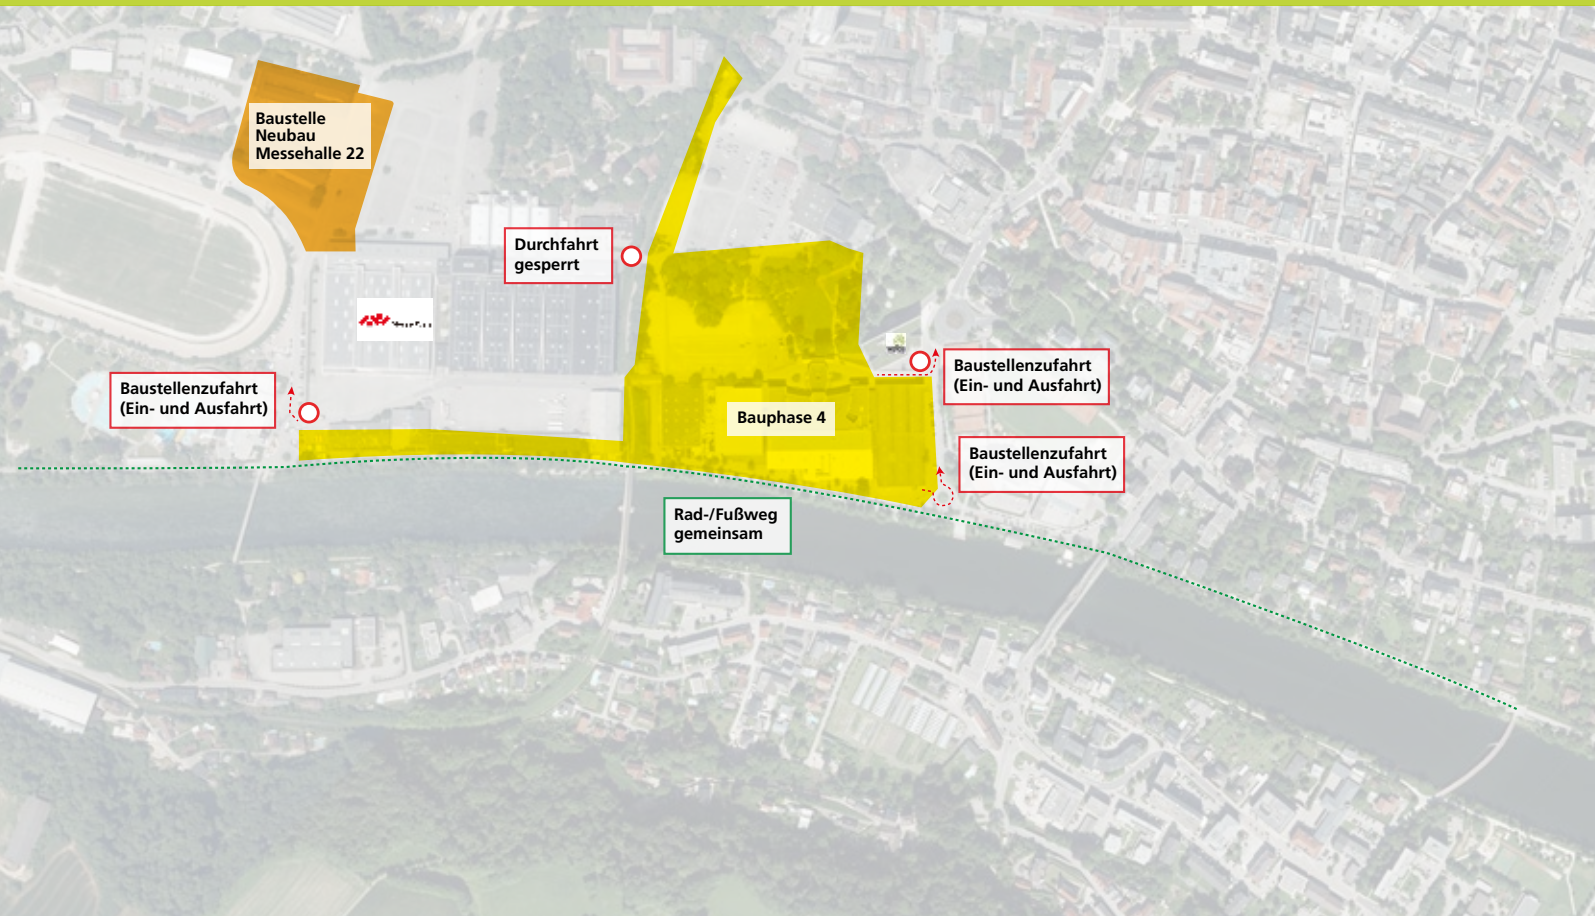 Baustelle
Neubau
Messehalle 22
Durchfahrt
gesperrt
Baustellenzufahrt
(Ein- und Ausfahrt)
Baustellenzufahrt
(Ein- und Ausfahrt)
Bauphase 4
Baustellenzufahrt
(Ein- und Ausfahrt)
Rad-/Fußweg
gemeinsam